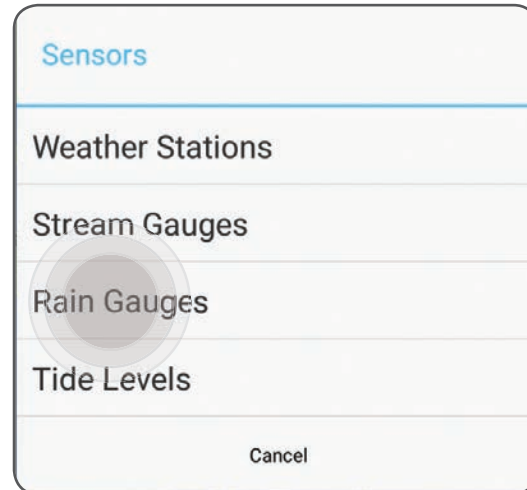 Sensors
Weather Stations
Stream Gauges
Rain Gauges
Tide Levels
Cancel